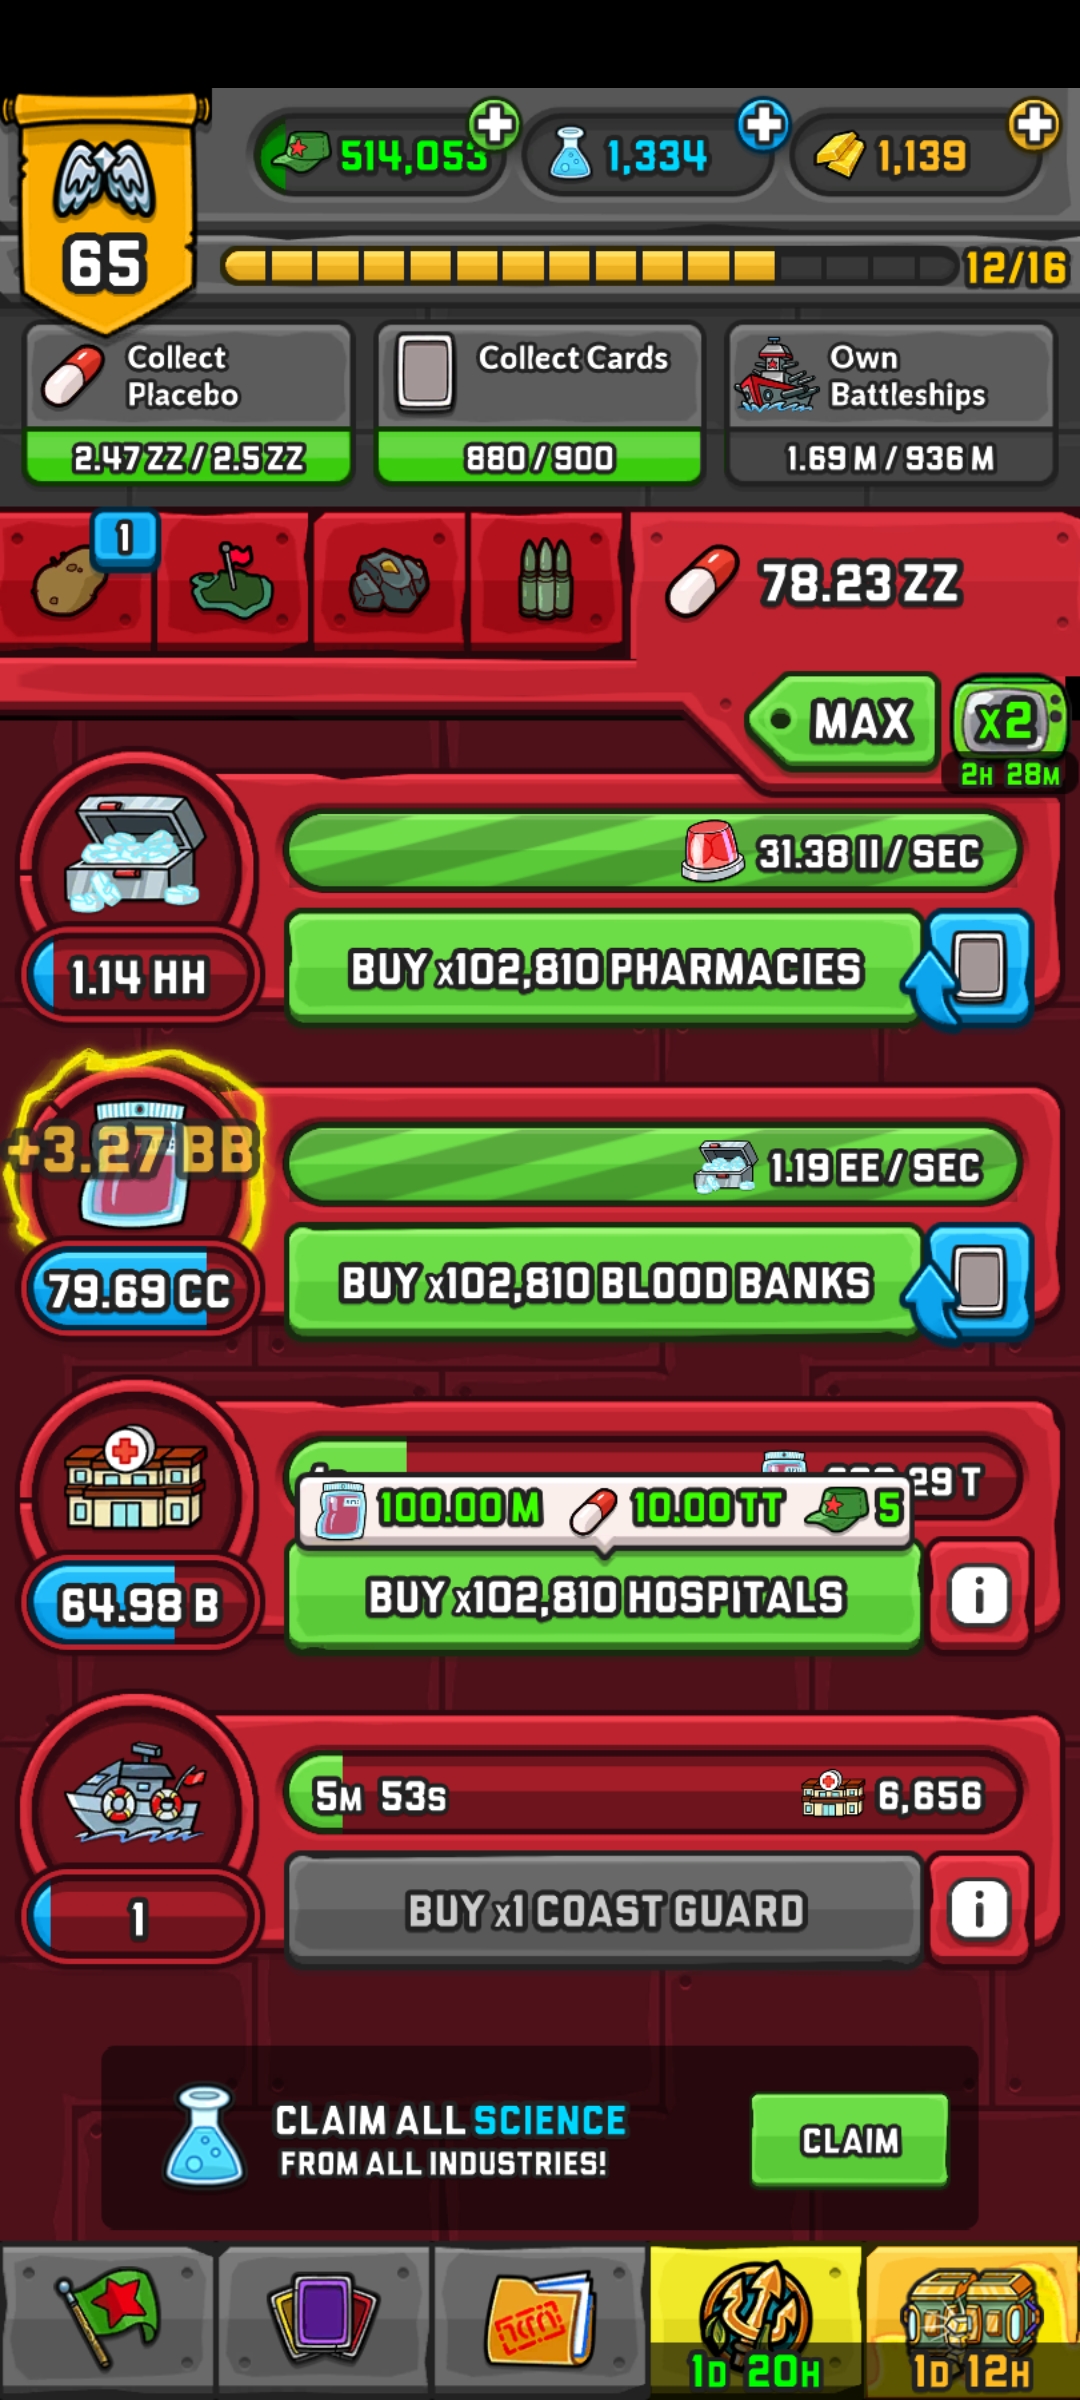 514,053
1,334
1,139
65
12/16
Collect
Placebo
2.47 ZZ / 2.5 ZZ
Collect Cards
880 / 900
Own
Battleships
1.69 M / 936 M
1
78.23 ZZ
MAX
x2
2H 28M
31.38 II / SEC
1.14 HH
BUY x102,810 PHARMACIES
+3.27 BB
1.19 EE / SEC
79.69 CC
BUY x102,810 BLOOD BANKS
29 T
100.00 M
10.00 TT
5
64.98 B
BUY x102,810 HOSPITALS
i
5M 53S
6,656
1
BUY x1 COAST GUARD
i
CLAIM ALL SCIENCE
FROM ALL INDUSTRIES!
CLAIM
1D 20H
1D 12H